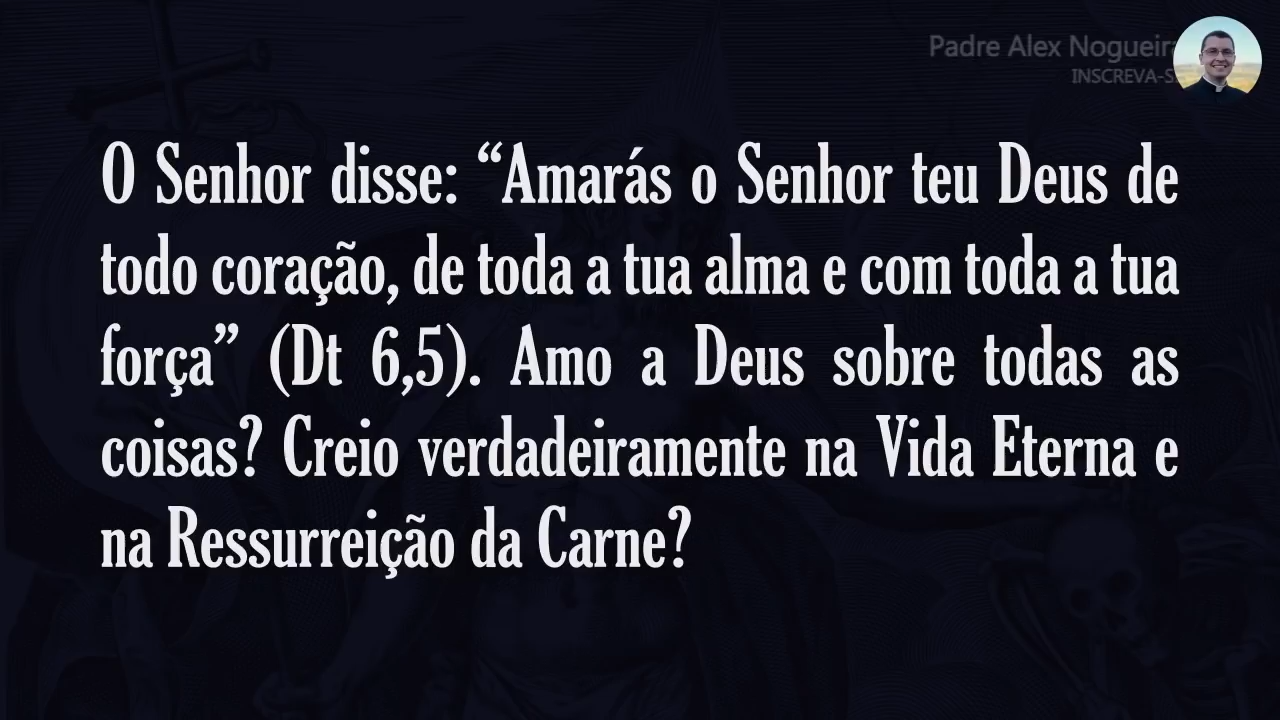 Padre Alex Nogueira
INSCREVA-S
O Senhor disse: “Amarás o Senhor teu Deus de
todo coração, de toda a tua alma e com toda a tua
força” (Dt 6,5). Amo a Deus sobre todas as
coisas? Creio verdadeiramente na Vida Eterna e
na Ressurreição da Carne?